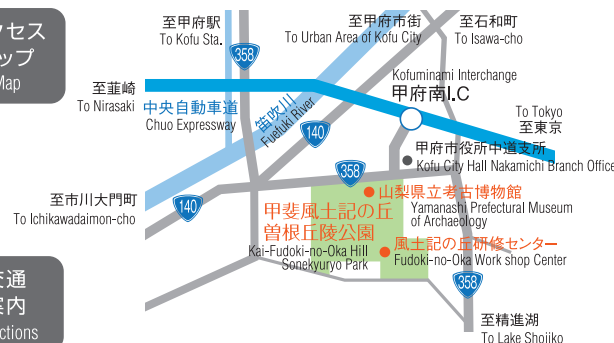 クセス
ップ
Map
至甲府駅
To Kofu Sta.
至甲府市街
To Urban Area of Kofu City
至石和町
To Isawa-cho
358
Kofuminami Interchange
甲府南I.C
至韮崎
To Nirasaki
中央自動車道
Chuo Expressway
笛吹川
Fuefuki River
140
To Tokyo
至東京
甲府市役所中道支所
Kofu City Hall Nakamichi Branch Office
358
至市川大門町
To Ichikawadaimon-cho
140
甲斐風土記の丘
曽根丘陵公園
Kai-Fudoki-no-Oka Hill
Sonekyuryo Park
山梨県立考古博物館
Yamanashi Prefectural Museum
of Archaeology
風土記の丘研修センター
Fudoki-no-Oka Work shop Center
358
至精進湖
To Lake Shojiko
交通
案内
ctions